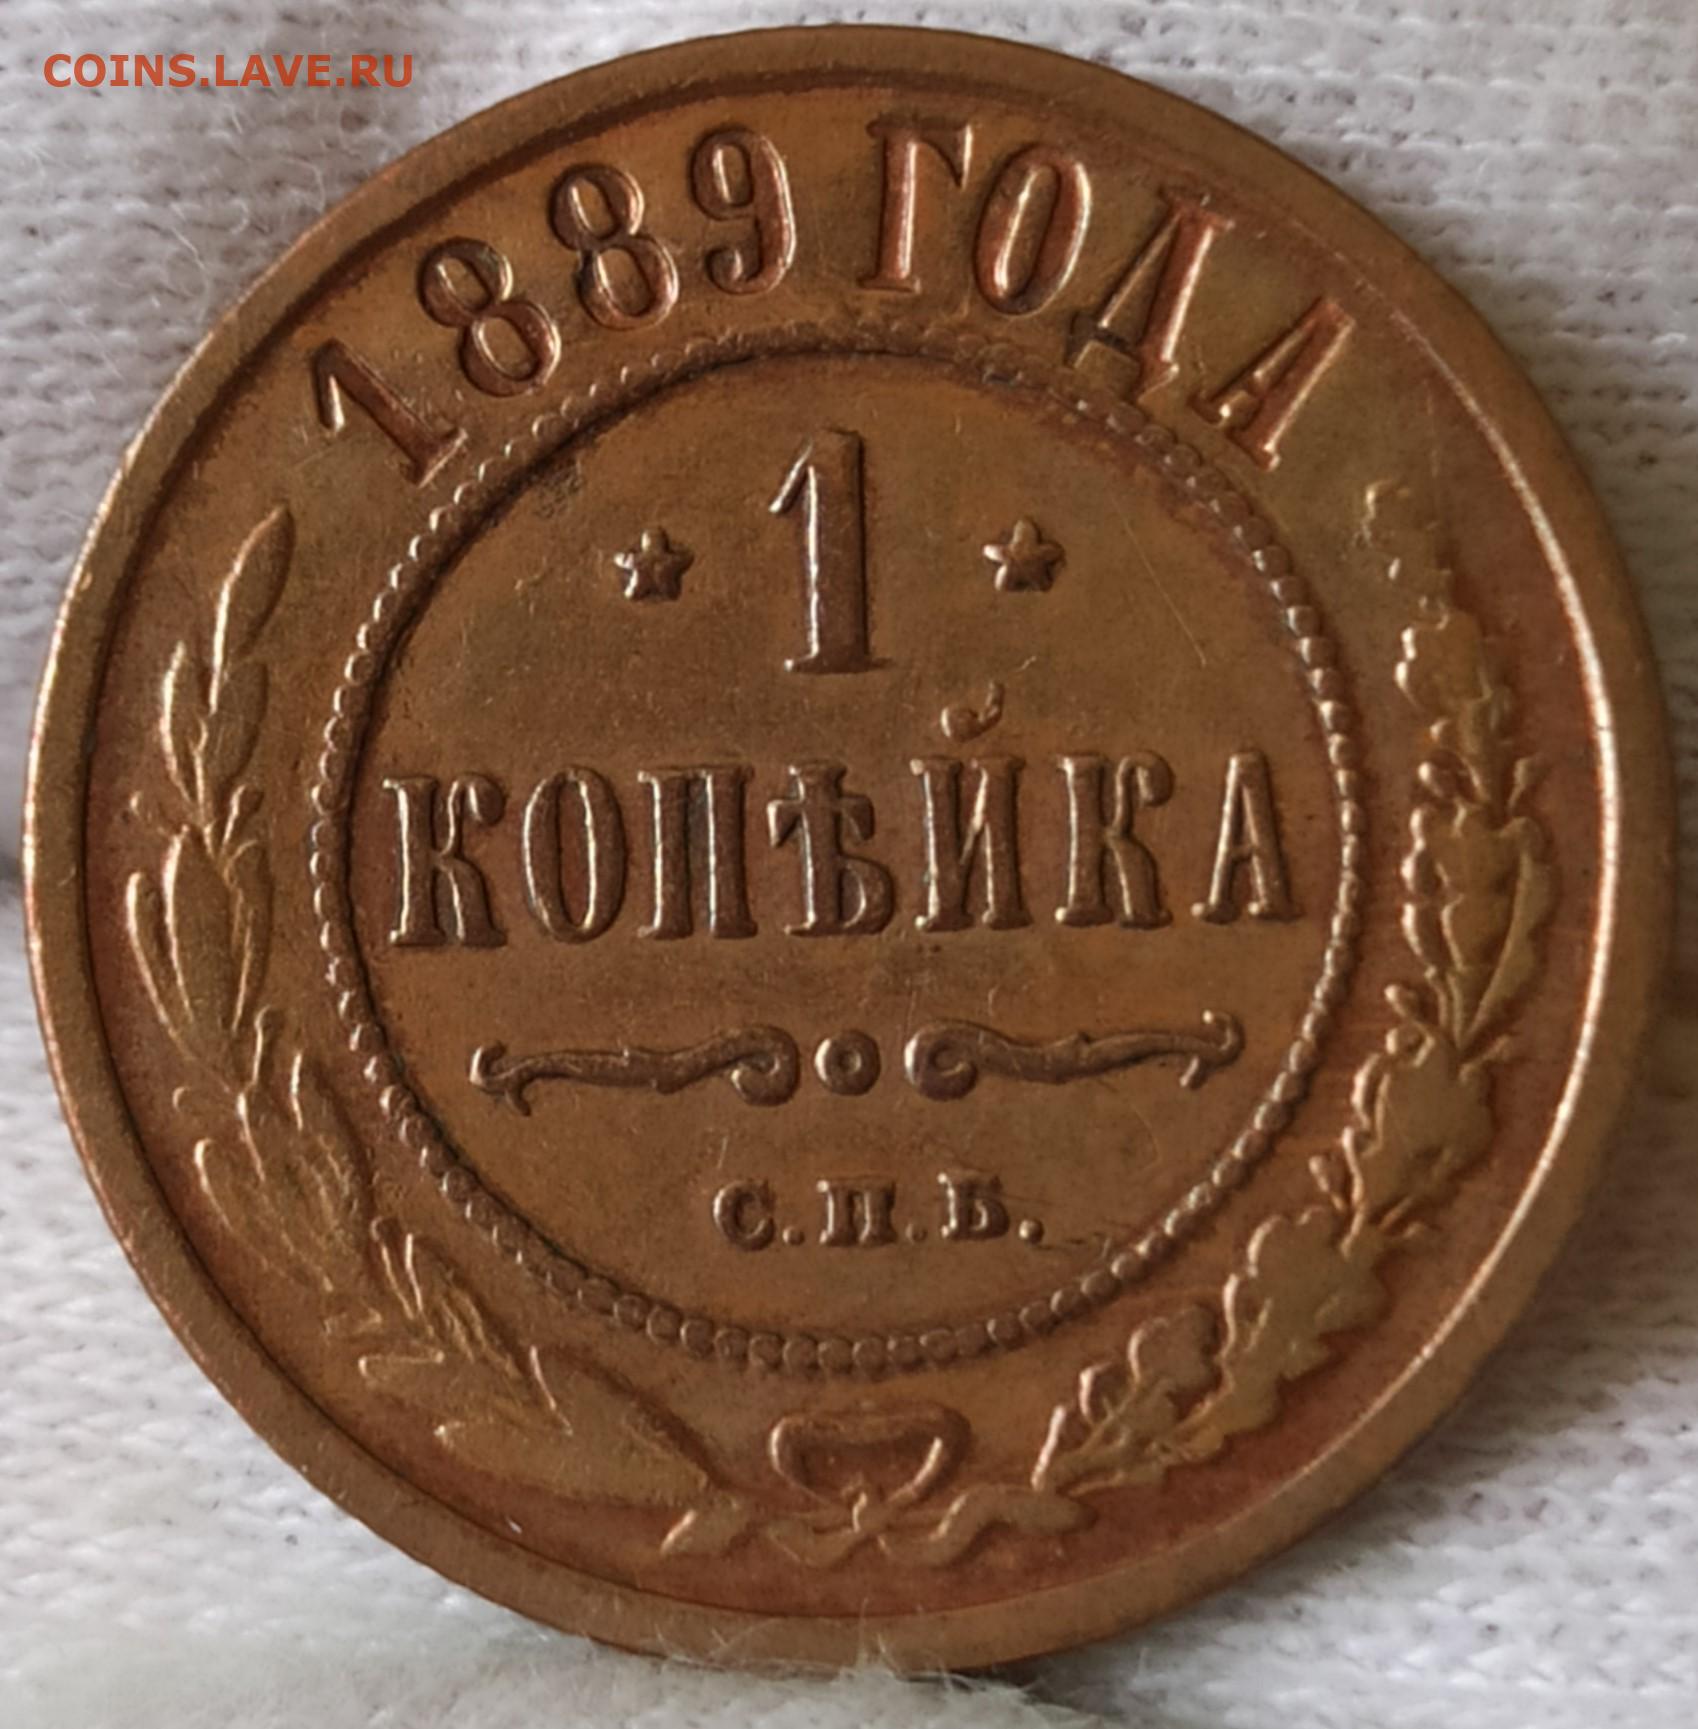 COINS.LAVE.RU
1889 ГОДА
1
КОПѢЙКА
С.П.Б.